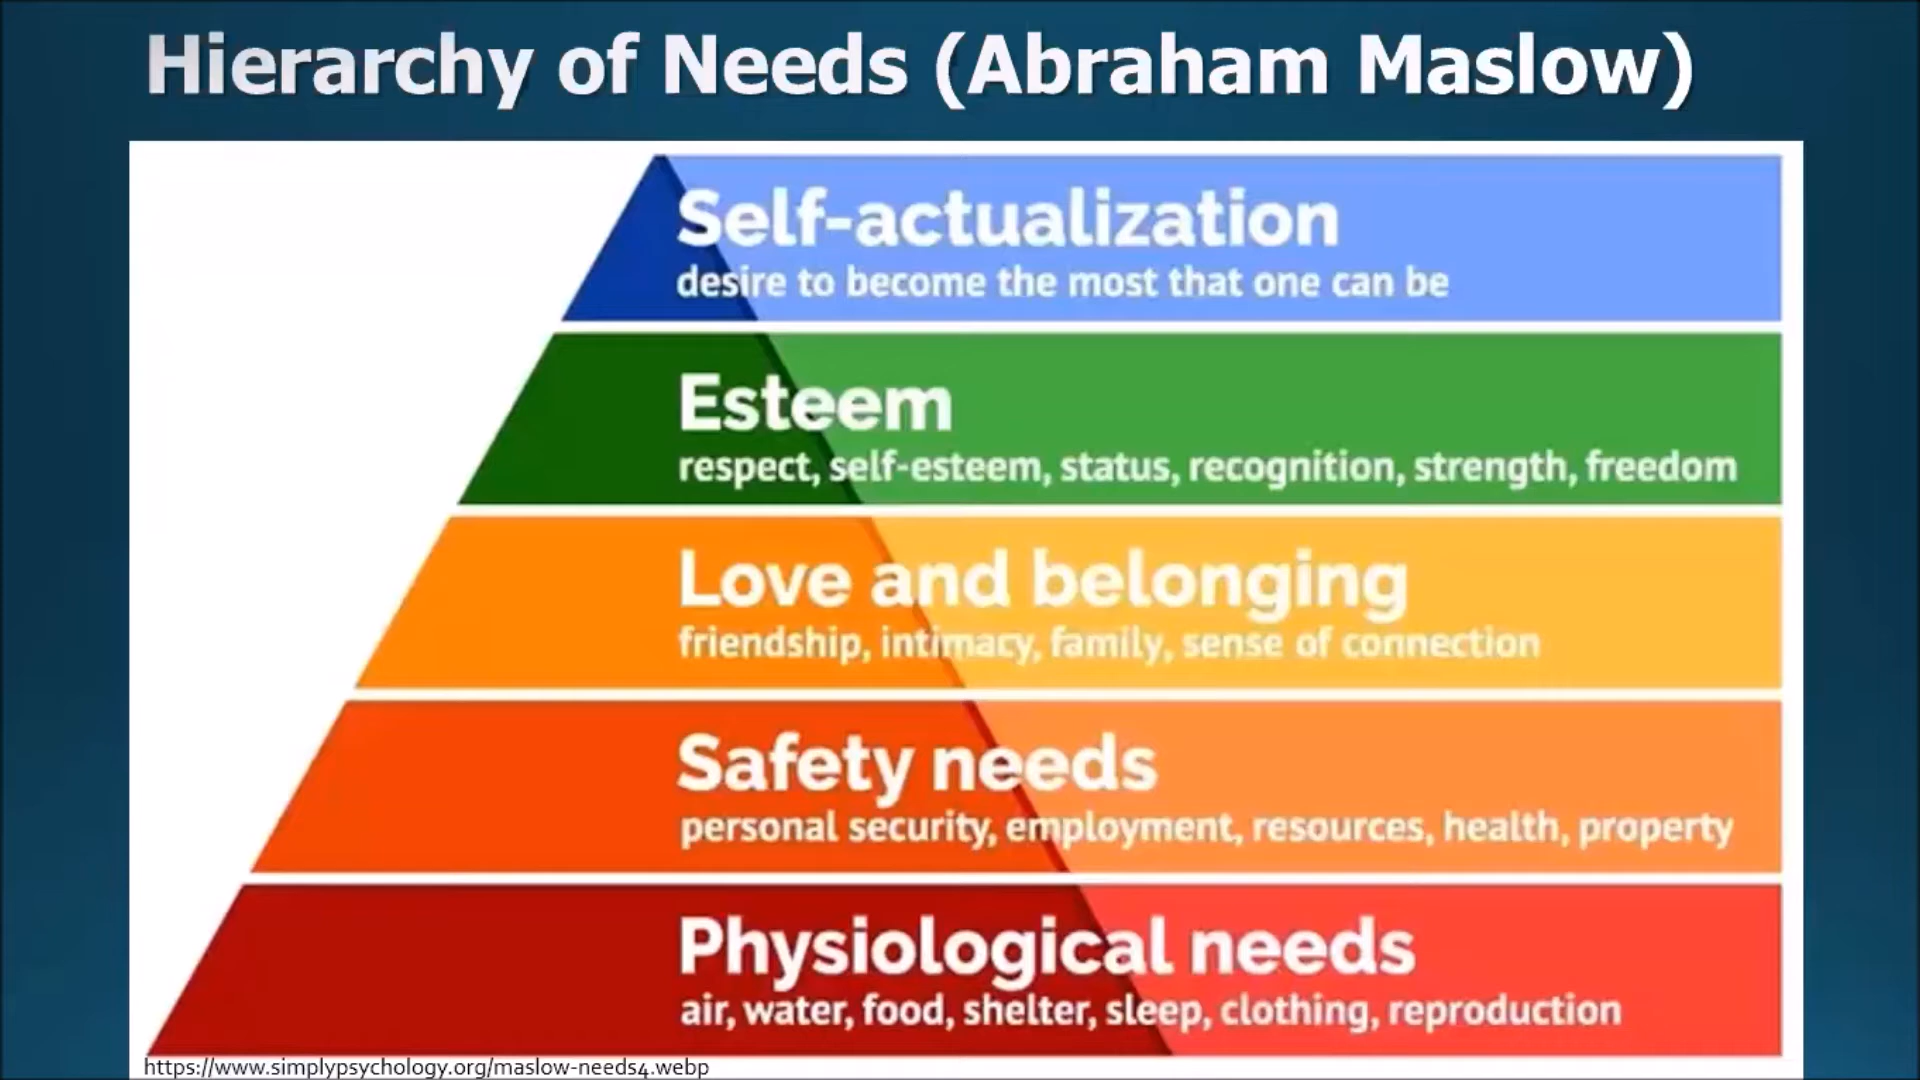 Hierarchy of Needs (Abraham Maslow)
Self-actualization
desire to become the most that one can be
Esteem
respect, self-esteem, status, recognition, strength, freedom
Love and belonging
friendship, intimacy, family, sense of connection
Safety needs
personal security, employment, resources, health, property
Physiological needs
air, water, food, shelter, sleep, clothing, reproduction
https://www.simplypsychology.org/maslow-needs4.webp